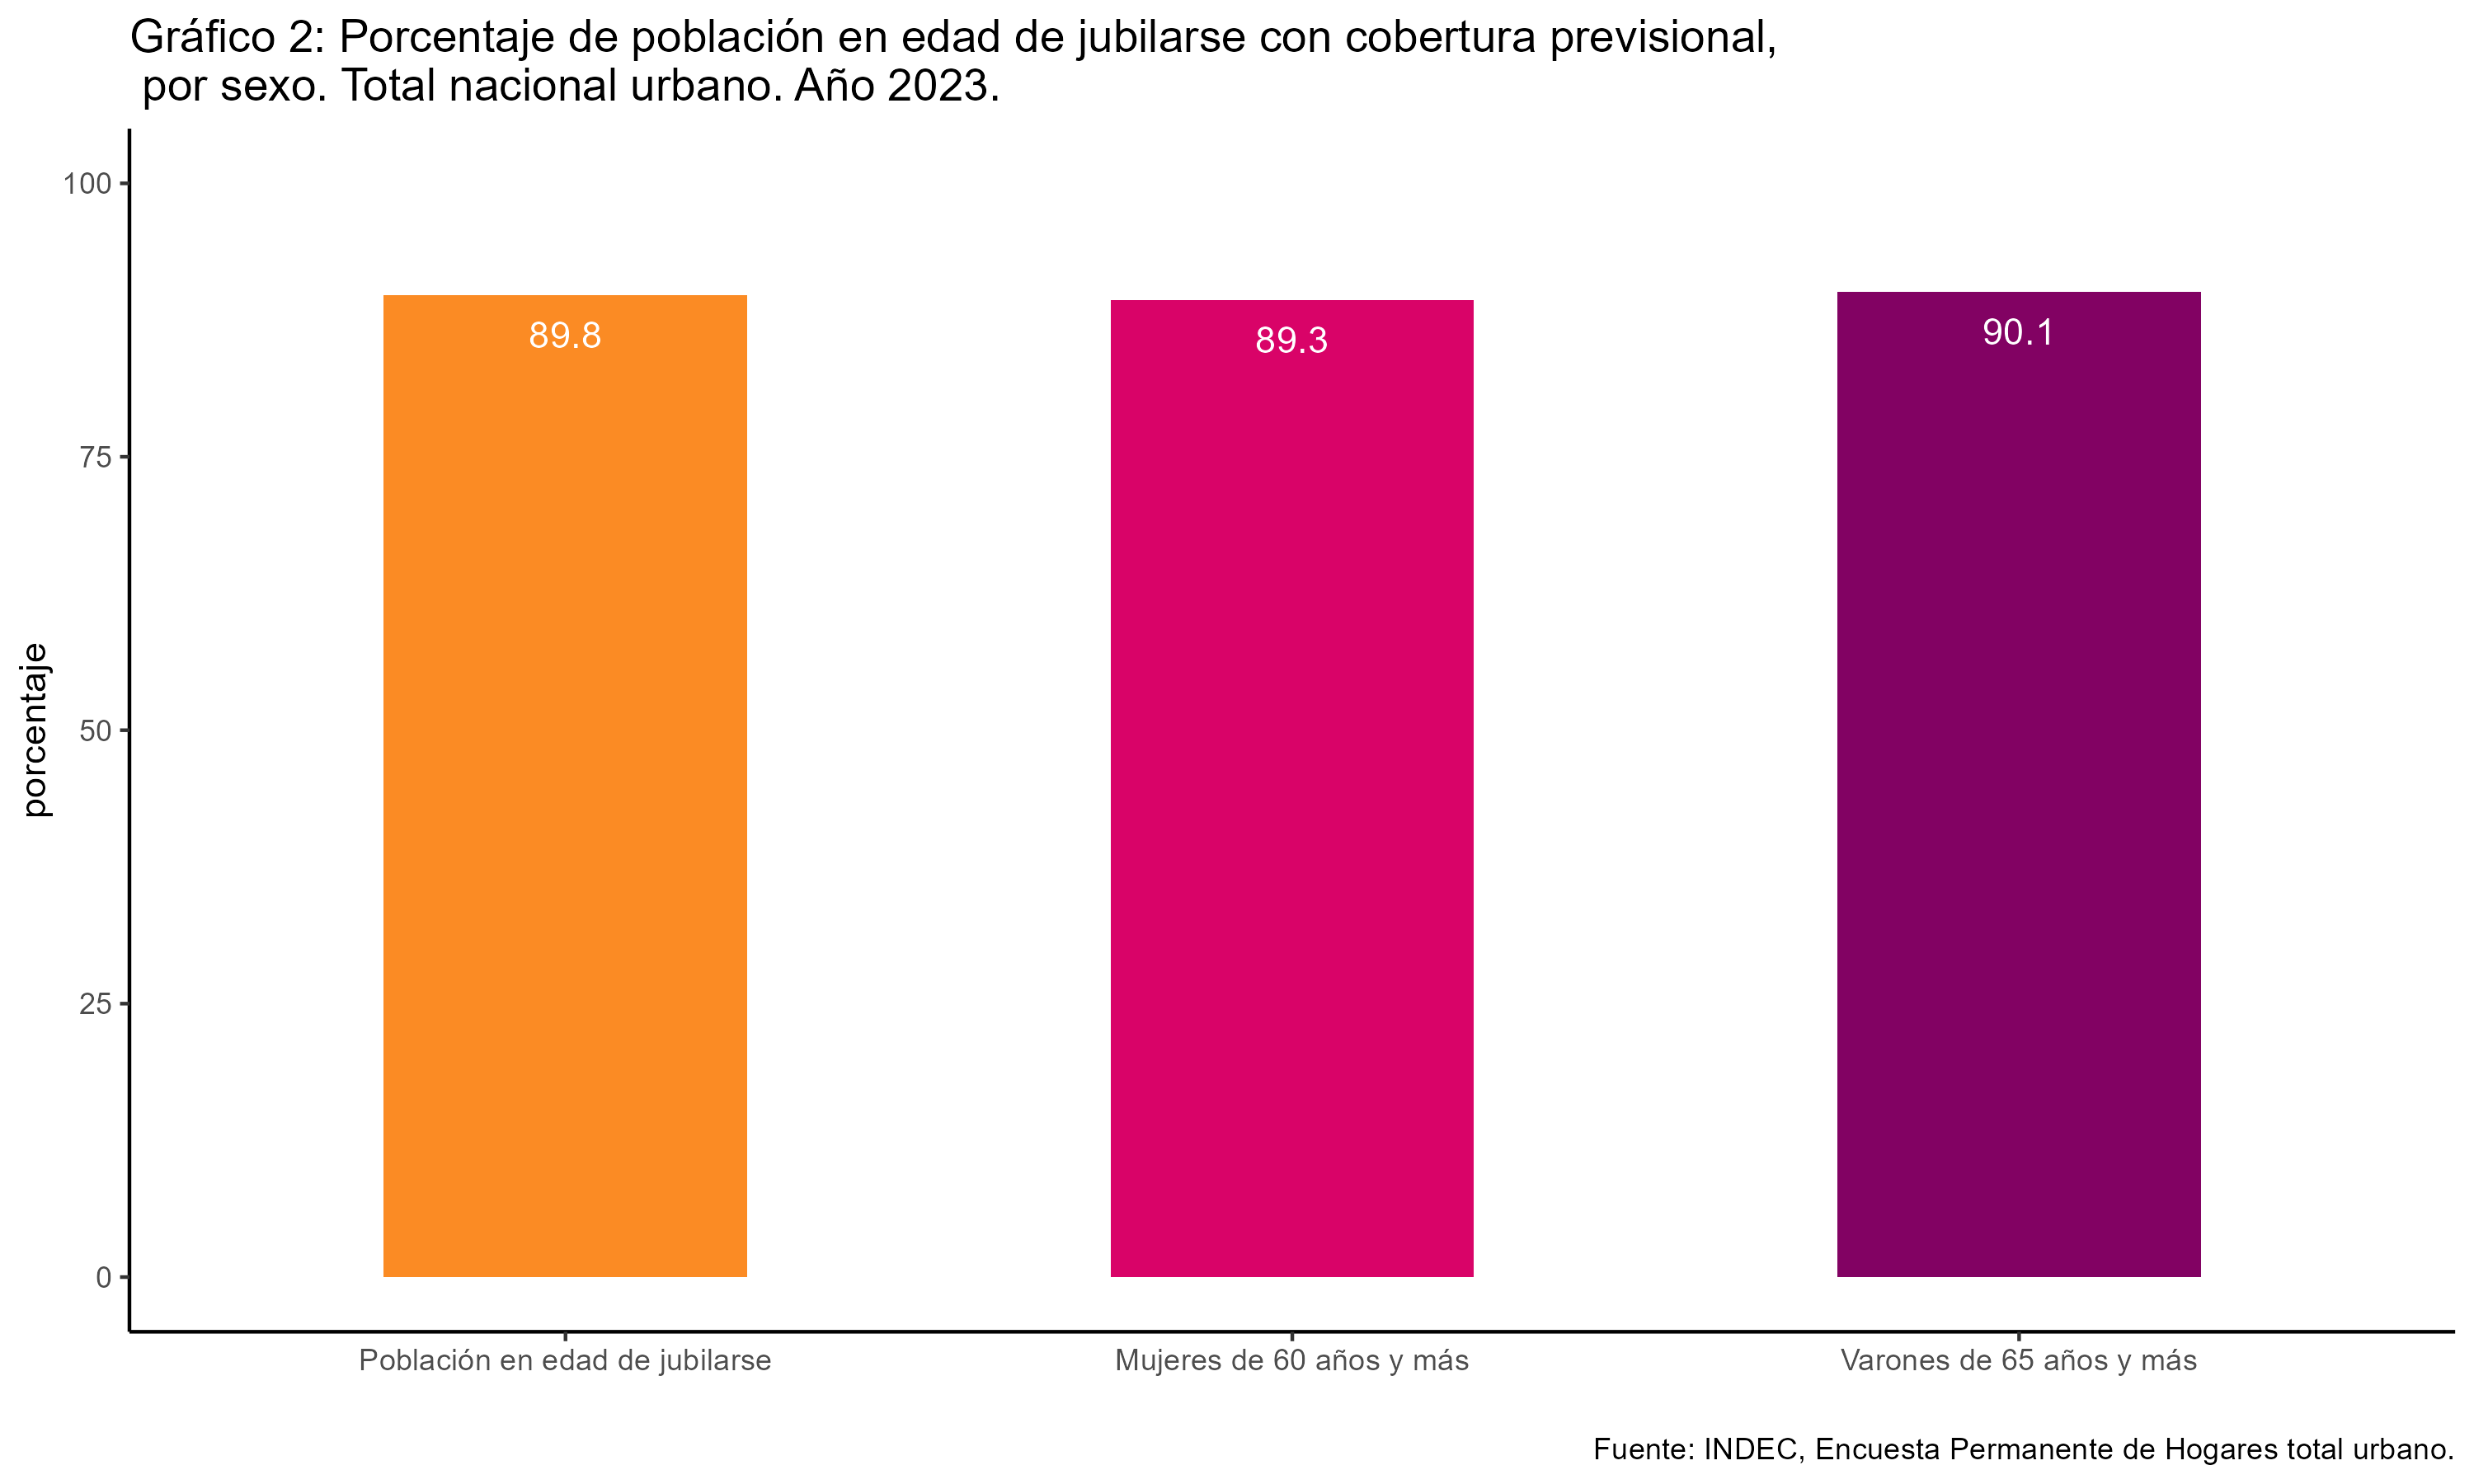 Gráfico 2: Porcentaje de población en edad de jubilarse con cobertura previsional,
por sexo. Total nacional urbano. Año 2023.
100
75
50
25
0
porcentaje
89.8
89.3
90.1
Población en edad de jubilarse
Mujeres de 60 años y más
Varones de 65 años y más
Fuente: INDEC, Encuesta Permanente de Hogares total urbano.